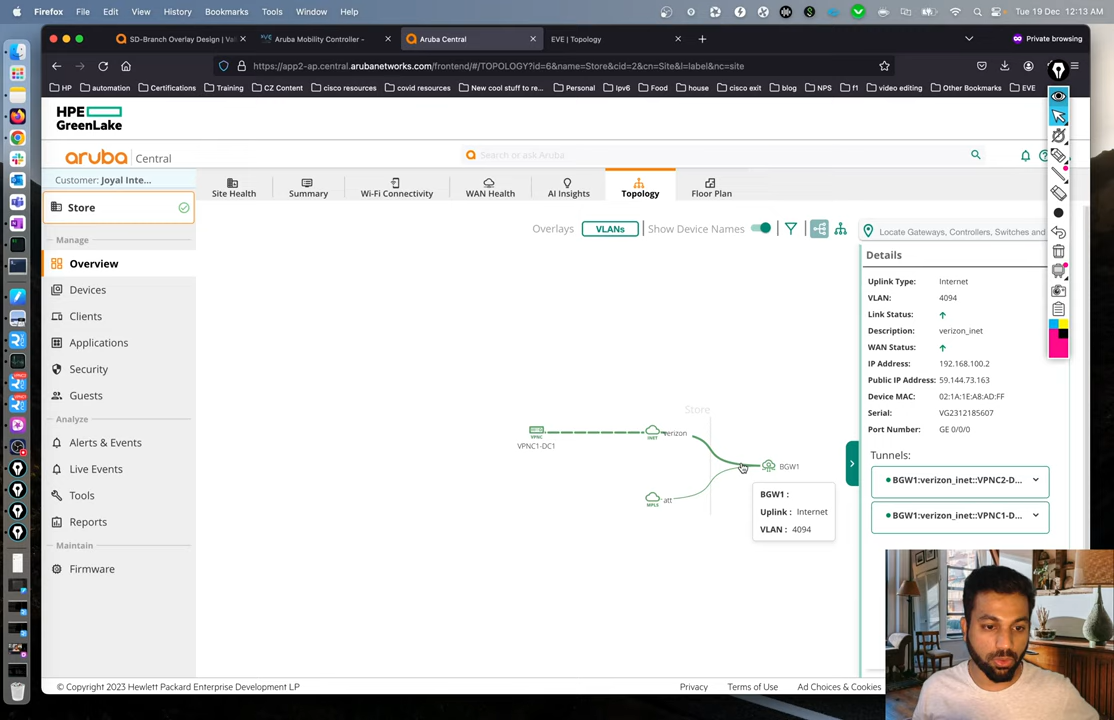 Firefox File Edit View History Bookmarks Tools Window Help Tue 19 Dec 12:13 AM
SD-Branch Overlay Design | Val
Aruba Mobility Controller -
Aruba Central
EVE | Topology
Private browsing
https://app2-ap.central.arubanetworks.com/frontend/#/TOPOLOGY?id=6&name=Store&cid=2&cn=Site&l=label&nc=site
HP automation Certifications Training CZ Content cisco resources covid resources New cool stuff to re... Personal Ipv6 Food house cisco exit blog NPS f1 video editing Other Bookmarks EVE
HPE
GreenLake
aruba Central
Search or ask Aruba
Customer: Joyal Inte...
Store
Site Health
Summary
Wi-Fi Connectivity
WAN Health
AI Insights
Topology
Floor Plan
Manage
Overview
Devices
Clients
Applications
Security
Guests
Analyze
Alerts & Events
Live Events
Tools
Reports
Maintain
Firmware
Overlays VLANs Show Device Names
Locate Gateways, Controllers, Switches and
Store
VPNC
VPNC1-DC1
INET
verizon
MPLS
att
BGW1
BGW1 :
Uplink : Internet
VLAN : 4094
Details
Uplink Type: Internet
VLAN: 4094
Link Status:
Description: verizon_inet
WAN Status:
IP Address: 192.168.100.2
Public IP Address: 59.144.73.163
Device MAC: 02:1A:1E:A8:AD:FF
Serial: VG2312185607
Port Number: GE 0/0/0
Tunnels:
BGW1:verizon_inet::VPNC2-D...
BGW1:verizon_inet::VPNC1-D...
© Copyright 2023 Hewlett Packard Enterprise Development LP
Privacy Terms of Use Ad Choices & Cookies